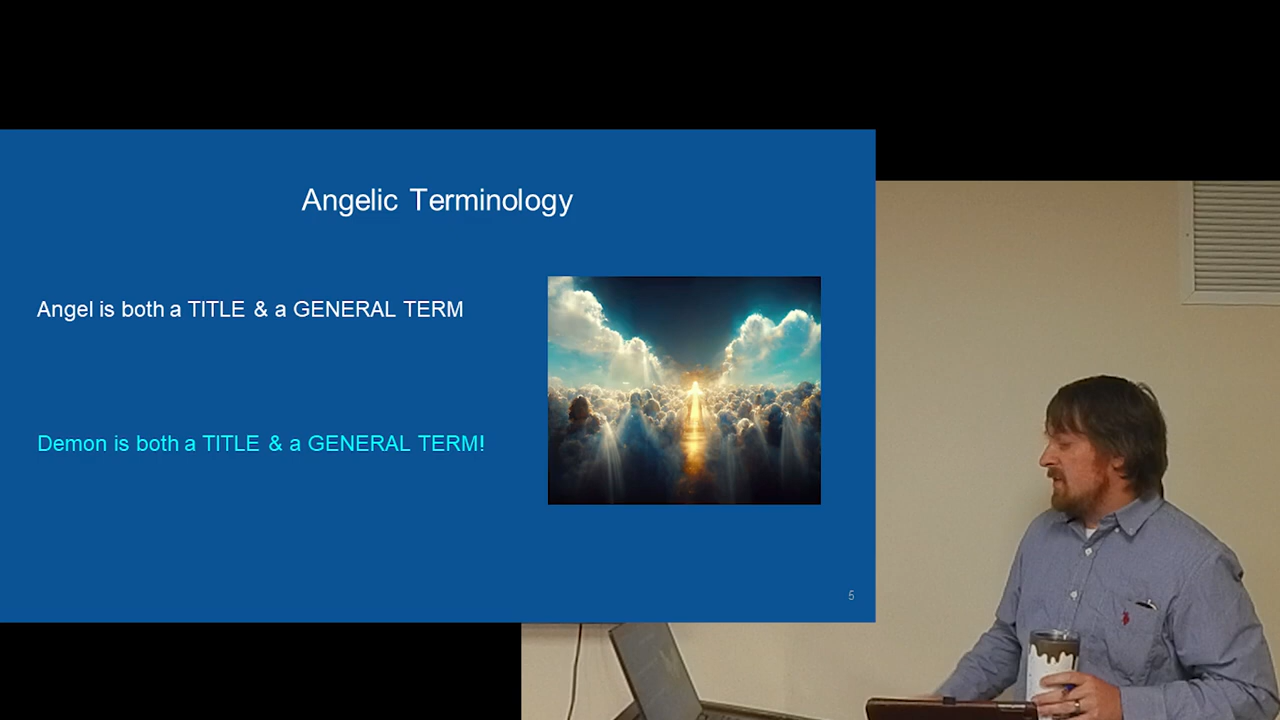 Angelic Terminology
Angel is both a TITLE & a GENERAL TERM
Demon is both a TITLE & a GENERAL TERM!
5